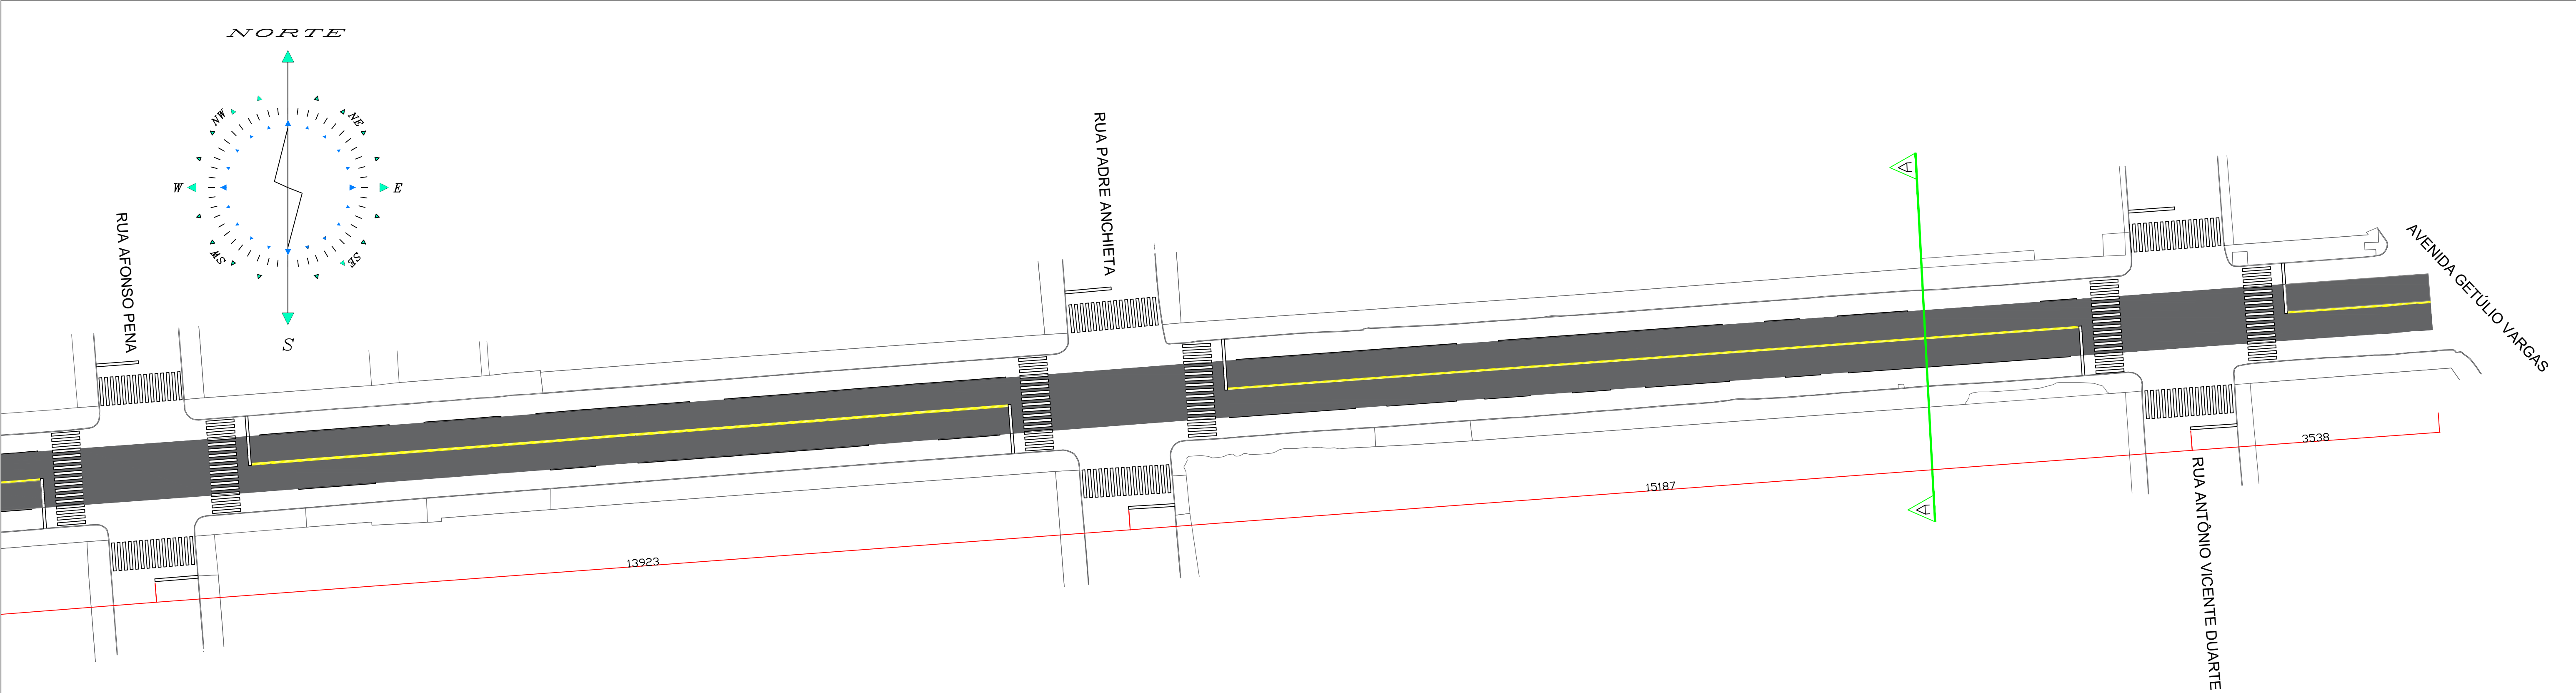 NORTE
NW
NE
W
E
SW
SE
S
RUA AFONSO PENA
RUA PADRE ANCHIETA
A
A
AVENIDA GETÚLIO VARGAS
RUA ANTÔNIO VICENTE DUARTE
13923
15187
3538